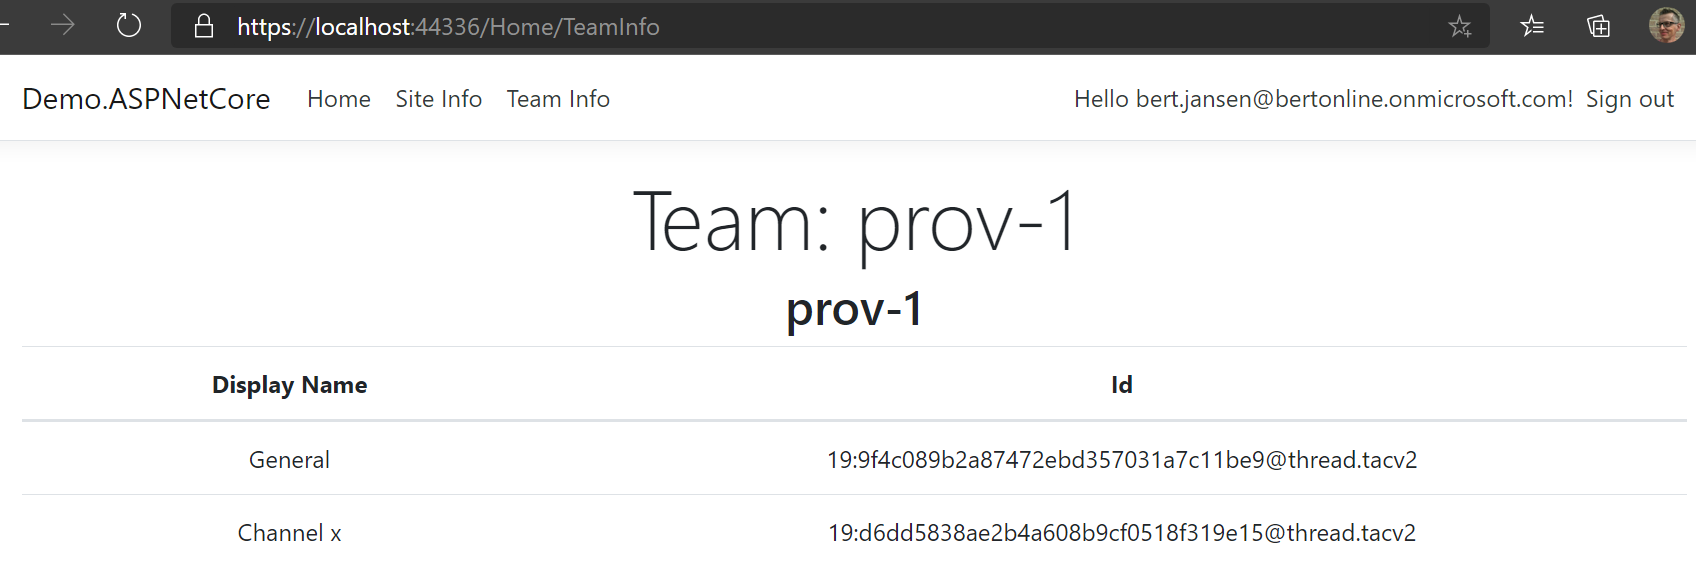 https://localhost:44336/Home/TeamInfo
Demo.ASPNetCore Home Site Info Team Info Hello bert.jansen@bertonline.onmicrosoft.com! Sign out
Team: prov-1
prov-1
Display Name Id
General 19:9f4c089b2a87472ebd357031a7c11be9@thread.tacv2
Channel x 19:d6dd5838ae2b4a608b9cf0518f319e15@thread.tacv2